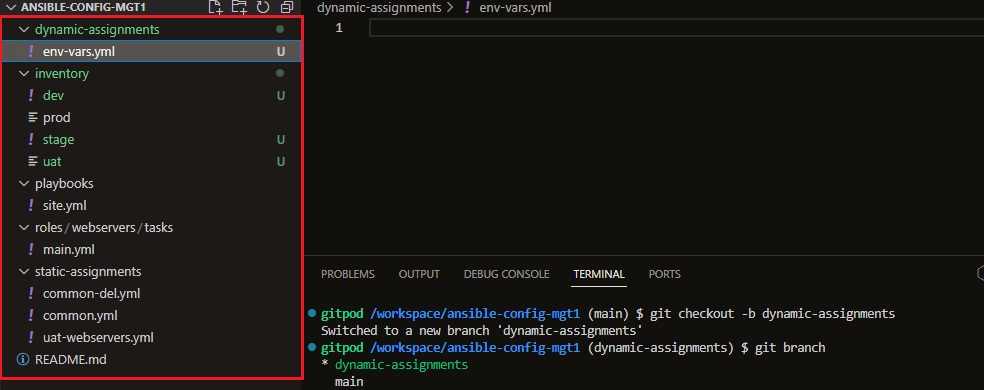 ANSIBLE-CONFIG-MGT1
dynamic-assignments
! env-vars.yml U
inventory
! dev U
prod
! stage U
uat U
playbooks
! site.yml
roles/webservers/tasks
! main.yml
static-assignments
! common-del.yml
! common.yml
! uat-webservers.yml
README.md
dynamic-assignments > ! env-vars.yml
1
PROBLEMS OUTPUT DEBUG CONSOLE TERMINAL PORTS
gitpod /workspace/ansible-config-mgt1 (main) $ git checkout -b dynamic-assignments
Switched to a new branch 'dynamic-assignments'
gitpod /workspace/ansible-config-mgt1 (dynamic-assignments) $ git branch
* dynamic-assignments
main